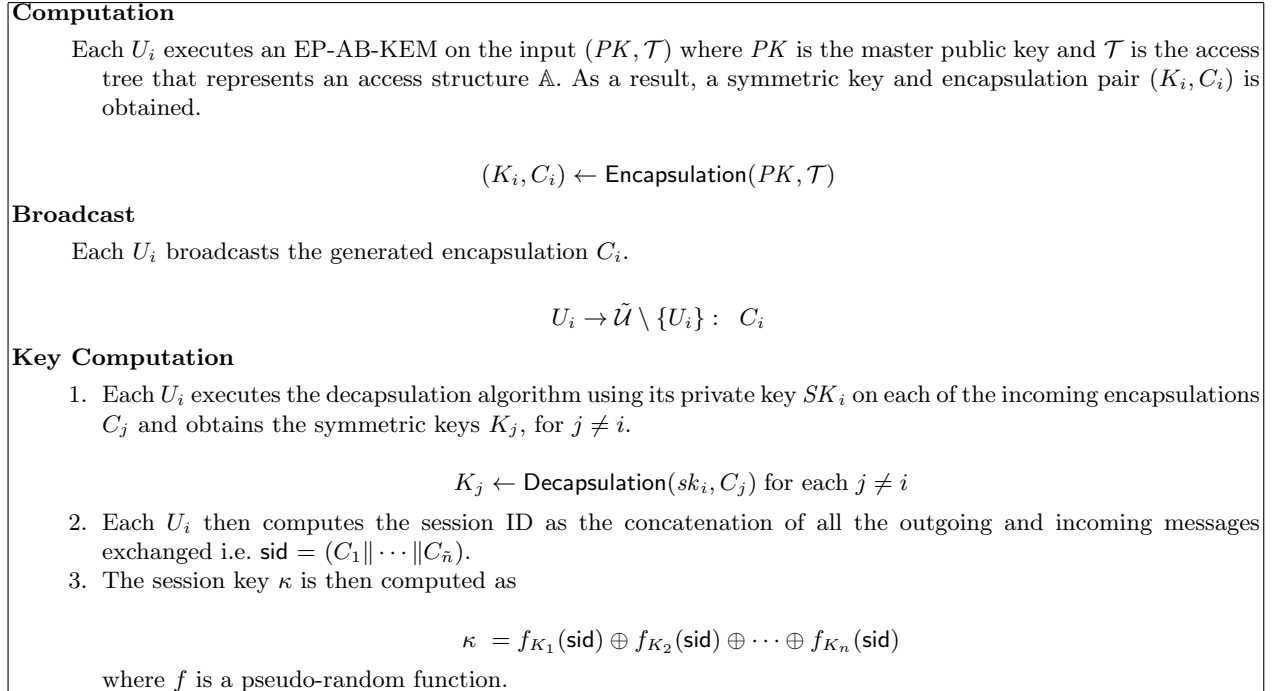 Computation
Each U_i executes an EP-AB-KEM on the input (PK, 𝒯) where PK is the master public key and 𝒯 is the access
tree that represents an access structure 𝔸. As a result, a symmetric key and encapsulation pair (K_i, C_i) is
obtained.
(K_i, C_i) ← Encapsulation(PK, 𝒯)
Broadcast
Each U_i broadcasts the generated encapsulation C_i.
U_i → 𝒰̃ \ {U_i} : C_i
Key Computation
1. Each U_i executes the decapsulation algorithm using its private key SK_i on each of the incoming encapsulations
C_j and obtains the symmetric keys K_j, for j ≠ i.
K_j ← Decapsulation(sk_i, C_j) for each j ≠ i
2. Each U_i then computes the session ID as the concatenation of all the outgoing and incoming messages
exchanged i.e. sid = (C_1‖ · · · ‖C_ñ).
3. The session key κ is then computed as
κ = f_{K_1}(sid) ⊕ f_{K_2}(sid) ⊕ · · · ⊕ f_{K_n}(sid)
where f is a pseudo-random function.